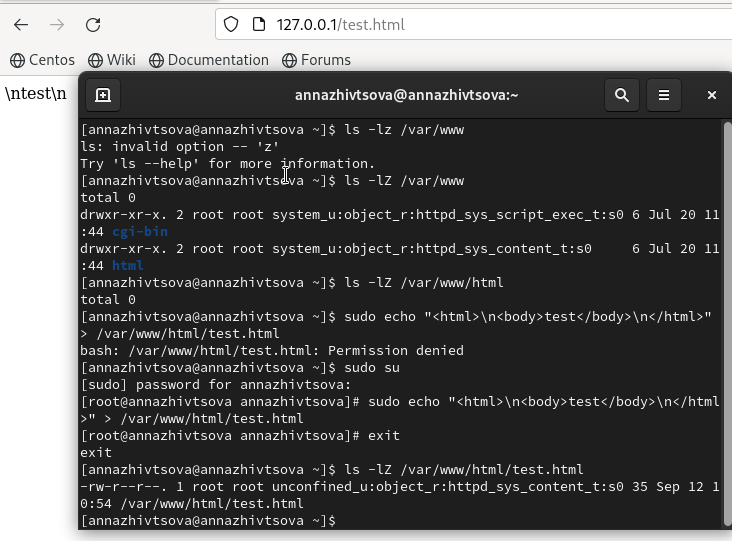 127.0.0.1/test.html
Centos Wiki Documentation Forums
\ntest\n
annazhivtsova@annazhivtsova:~
[annazhivtsova@annazhivtsova ~]$ ls -lz /var/www
ls: invalid option -- 'z'
Try 'ls --help' for more information.
[annazhivtsova@annazhivtsova ~]$ ls -lZ /var/www
total 0
drwxr-xr-x. 2 root root system_u:object_r:httpd_sys_script_exec_t:s0 6 Jul 20 11
:44 cgi-bin
drwxr-xr-x. 2 root root system_u:object_r:httpd_sys_content_t:s0     6 Jul 20 11
:44 html
[annazhivtsova@annazhivtsova ~]$ ls -lZ /var/www/html
total 0
[annazhivtsova@annazhivtsova ~]$ sudo echo "<html>\n<body>test</body>\n</html>"
> /var/www/html/test.html
bash: /var/www/html/test.html: Permission denied
[annazhivtsova@annazhivtsova ~]$ sudo su
[sudo] password for annazhivtsova:
[root@annazhivtsova annazhivtsova]# sudo echo "<html>\n<body>test</body>\n</html
>" > /var/www/html/test.html
[root@annazhivtsova annazhivtsova]# exit
exit
[annazhivtsova@annazhivtsova ~]$ ls -lZ /var/www/html/test.html
-rw-r--r--. 1 root root unconfined_u:object_r:httpd_sys_content_t:s0 35 Sep 12 1
0:54 /var/www/html/test.html
[annazhivtsova@annazhivtsova ~]$